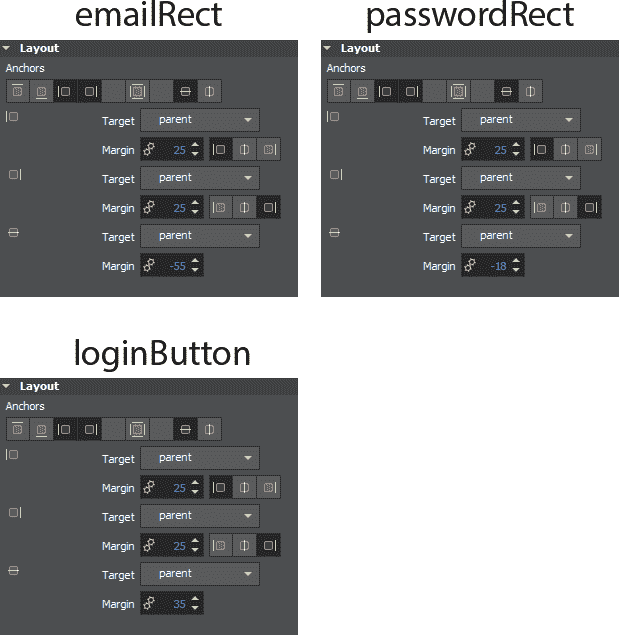 emailRect
Layout
Anchors
Target parent
Margin 25
Target parent
Margin 25
Target parent
Margin -55
passwordRect
Layout
Anchors
Target parent
Margin 25
Target parent
Margin 25
Target parent
Margin -18
loginButton
Layout
Anchors
Target parent
Margin 25
Target parent
Margin 25
Target parent
Margin 35